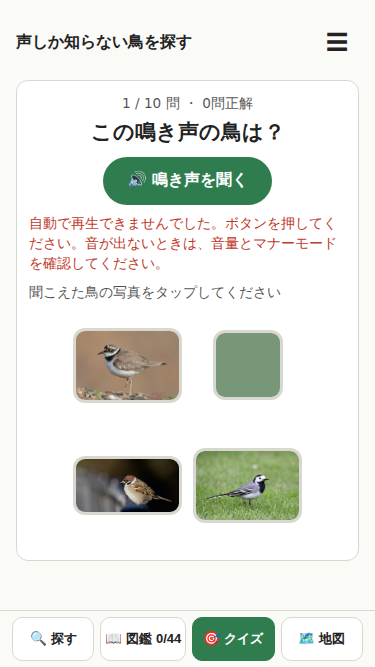 声しか知らない鳥を探す
1 / 10 問 ・ 0問正解
この鳴き声の鳥は？
🔊 鳴き声を聞く
自動で再生できませんでした。ボタンを押してく
ださい。音が出ないときは、音量とマナーモード
を確認してください。
聞こえた鳥の写真をタップしてください
🔍 探す
📖 図鑑 0/44
🎯 クイズ
🗺️ 地図